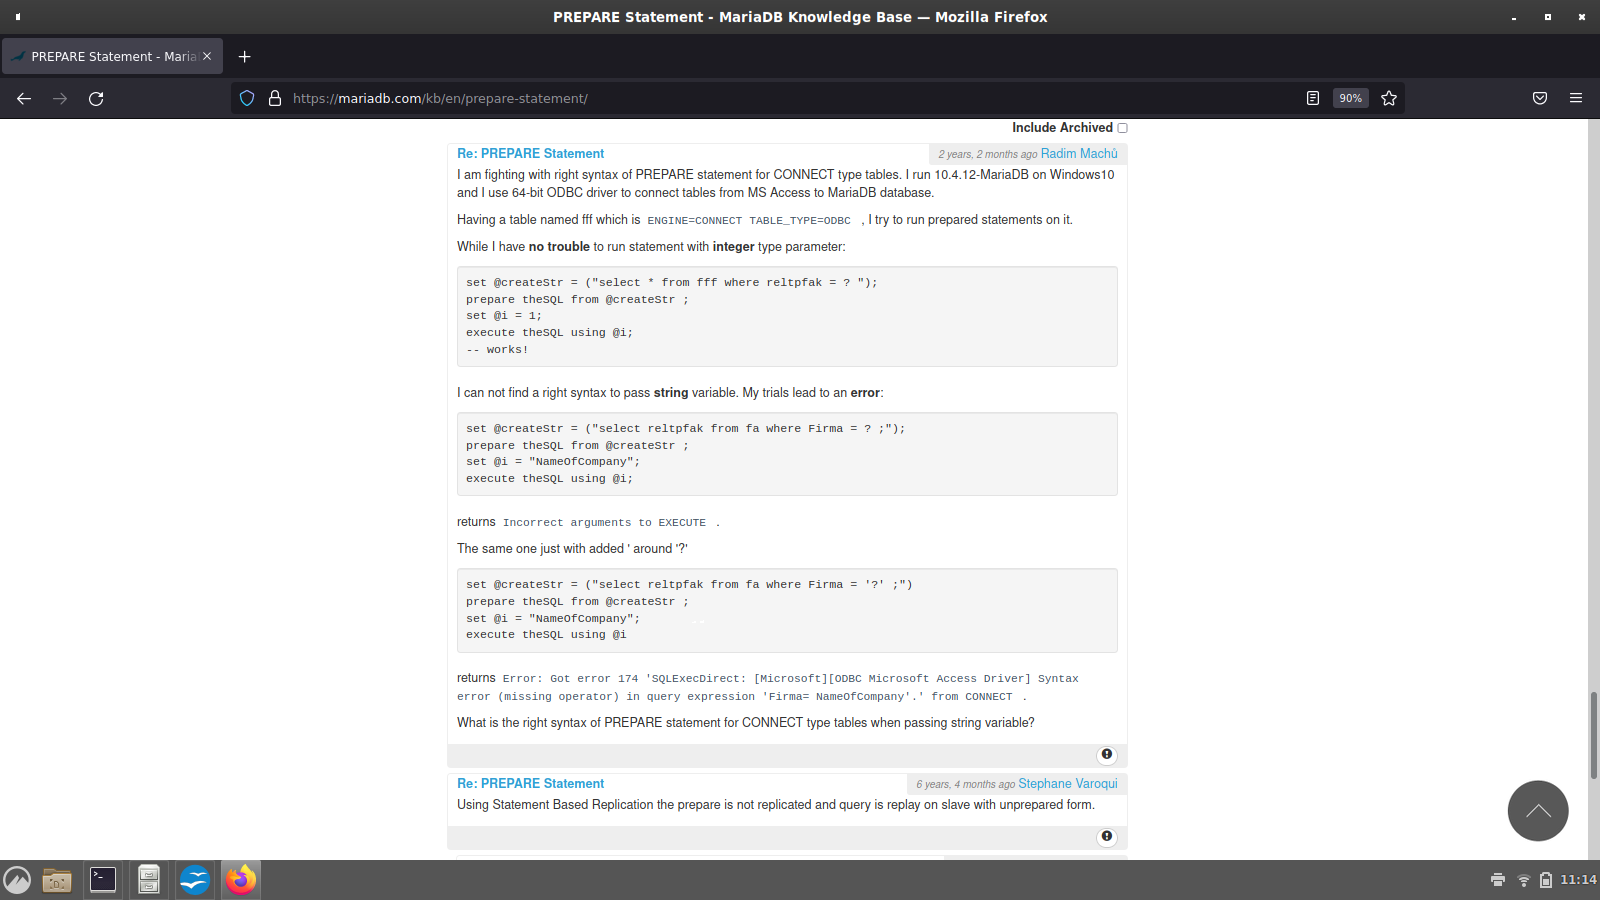 PREPARE Statement - MariaDB Knowledge Base — Mozilla Firefox
PREPARE Statement - Maria
https://mariadb.com/kb/en/prepare-statement/
90%
Include Archived
Re: PREPARE Statement
2 years, 2 months ago Radim Machů
I am fighting with right syntax of PREPARE statement for CONNECT type tables. I run 10.4.12-MariaDB on Windows10
and I use 64-bit ODBC driver to connect tables from MS Access to MariaDB database.
Having a table named fff which is ENGINE=CONNECT TABLE_TYPE=ODBC , I try to run prepared statements on it.
While I have no trouble to run statement with integer type parameter:
set @createStr = ("select * from fff where reltpfak = ? ");
prepare theSQL from @createStr ;
set @i = 1;
execute theSQL using @i;
-- works!
I can not find a right syntax to pass string variable. My trials lead to an error:
set @createStr = ("select reltpfak from fa where Firma = ? ;");
prepare theSQL from @createStr ;
set @i = "NameOfCompany";
execute theSQL using @i;
returns Incorrect arguments to EXECUTE .
The same one just with added ' around '?'
set @createStr = ("select reltpfak from fa where Firma = '?' ;")
prepare theSQL from @createStr ;
set @i = "NameOfCompany";
execute theSQL using @i
returns Error: Got error 174 'SQLExecDirect: [Microsoft][ODBC Microsoft Access Driver] Syntax
error (missing operator) in query expression 'Firma= NameOfCompany'.' from CONNECT .
What is the right syntax of PREPARE statement for CONNECT type tables when passing string variable?
Re: PREPARE Statement
6 years, 4 months ago Stephane Varoqui
Using Statement Based Replication the prepare is not replicated and query is replay on slave with unprepared form.
11:14